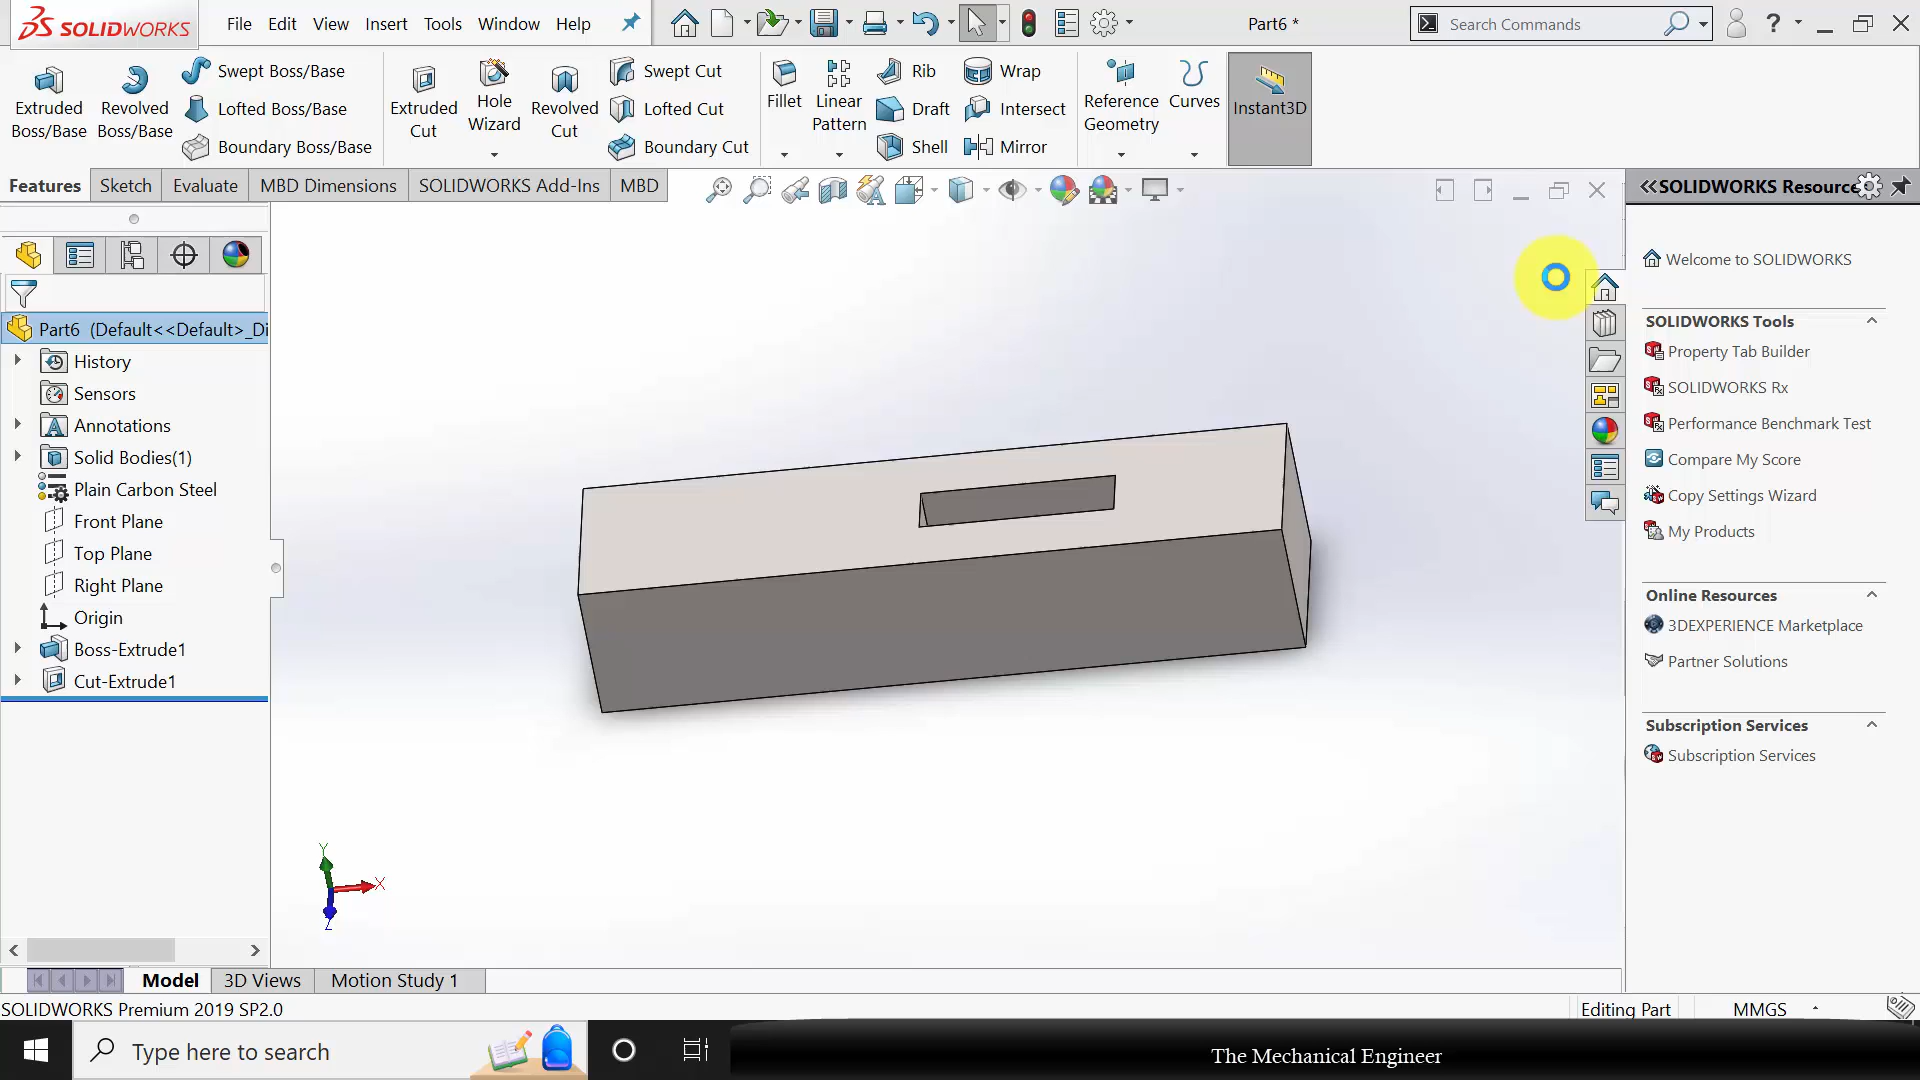 SOLIDWORKS File Edit View Insert Tools Window Help Part6 * Search Commands ?
Extruded Boss/Base
Revolved Boss/Base
Swept Boss/Base
Lofted Boss/Base
Boundary Boss/Base
Extruded Cut
Hole Wizard
Revolved Cut
Swept Cut
Lofted Cut
Boundary Cut
Fillet
Linear Pattern
Rib
Draft
Shell
Wrap
Intersect
Mirror
Reference Geometry
Curves
Instant3D
Features Sketch Evaluate MBD Dimensions SOLIDWORKS Add-Ins MBD
Part6 (Default<<Default>_Di
History
Sensors
Annotations
Solid Bodies(1)
Plain Carbon Steel
Front Plane
Top Plane
Right Plane
Origin
Boss-Extrude1
Cut-Extrude1
Y
X
Z
SOLIDWORKS Resource
Welcome to SOLIDWORKS
SOLIDWORKS Tools
Property Tab Builder
SOLIDWORKS Rx
Performance Benchmark Test
Compare My Score
Copy Settings Wizard
My Products
Online Resources
3DEXPERIENCE Marketplace
Partner Solutions
Subscription Services
Subscription Services
Model 3D Views Motion Study 1
SOLIDWORKS Premium 2019 SP2.0 Editing Part MMGS
Type here to search
The Mechanical Engineer